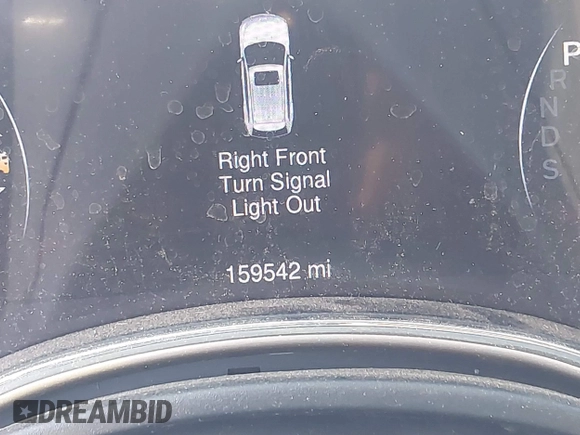 P
R
N
D
S
Right Front
Turn Signal
Light Out
159542 mi
DREAMBID